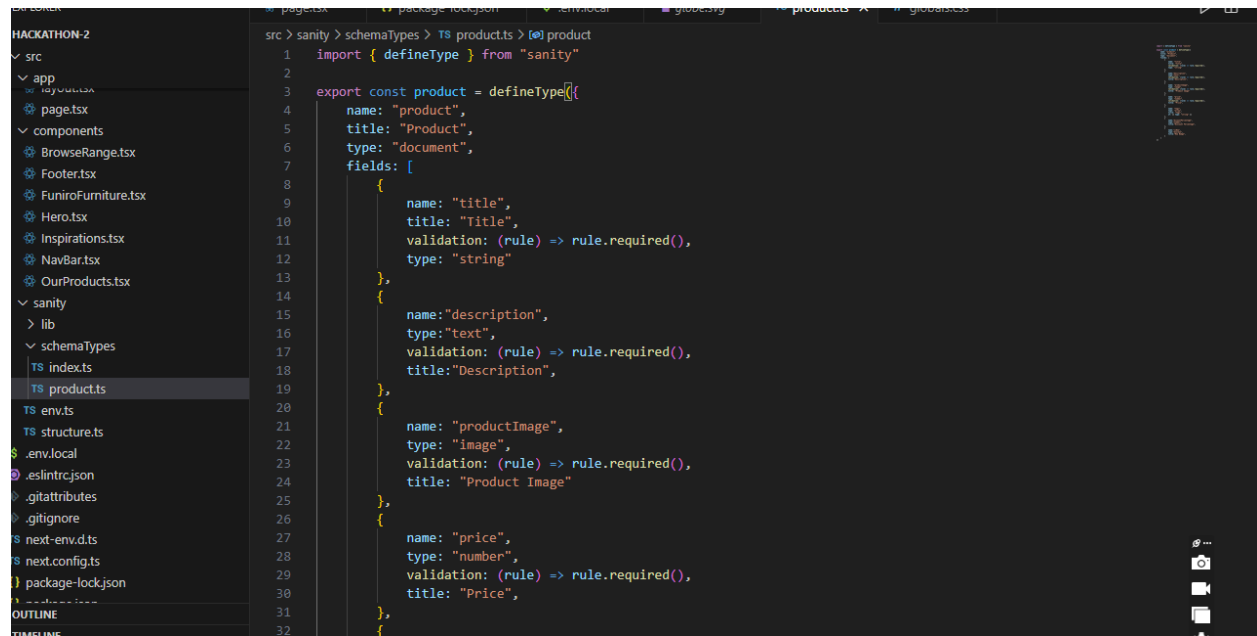 EXPLORER
page.tsx
package-lock.json
.env.local
globe.svg
TS product.ts
globals.css
HACKATHON-2
src
app
layout.tsx
page.tsx
components
BrowseRange.tsx
Footer.tsx
FuniroFurniture.tsx
Hero.tsx
Inspirations.tsx
NavBar.tsx
OurProducts.tsx
sanity
lib
schemaTypes
TS index.ts
TS product.ts
TS env.ts
TS structure.ts
$ .env.local
.eslintrc.json
.gitattributes
.gitignore
TS next-env.d.ts
TS next.config.ts
{} package-lock.json
OUTLINE
TIMELINE
src > sanity > schemaTypes > TS product.ts > product
1 import { defineType } from "sanity"
2
3 export const product = defineType({
4 name: "product",
5 title: "Product",
6 type: "document",
7 fields: [
8 {
9 name: "title",
10 title: "Title",
11 validation: (rule) => rule.required(),
12 type: "string"
13 },
14 {
15 name:"description",
16 type:"text",
17 validation: (rule) => rule.required(),
18 title:"Description",
19 },
20 {
21 name: "productImage",
22 type: "image",
23 validation: (rule) => rule.required(),
24 title: "Product Image"
25 },
26 {
27 name: "price",
28 type: "number",
29 validation: (rule) => rule.required(),
30 title: "Price",
31 },
32 {